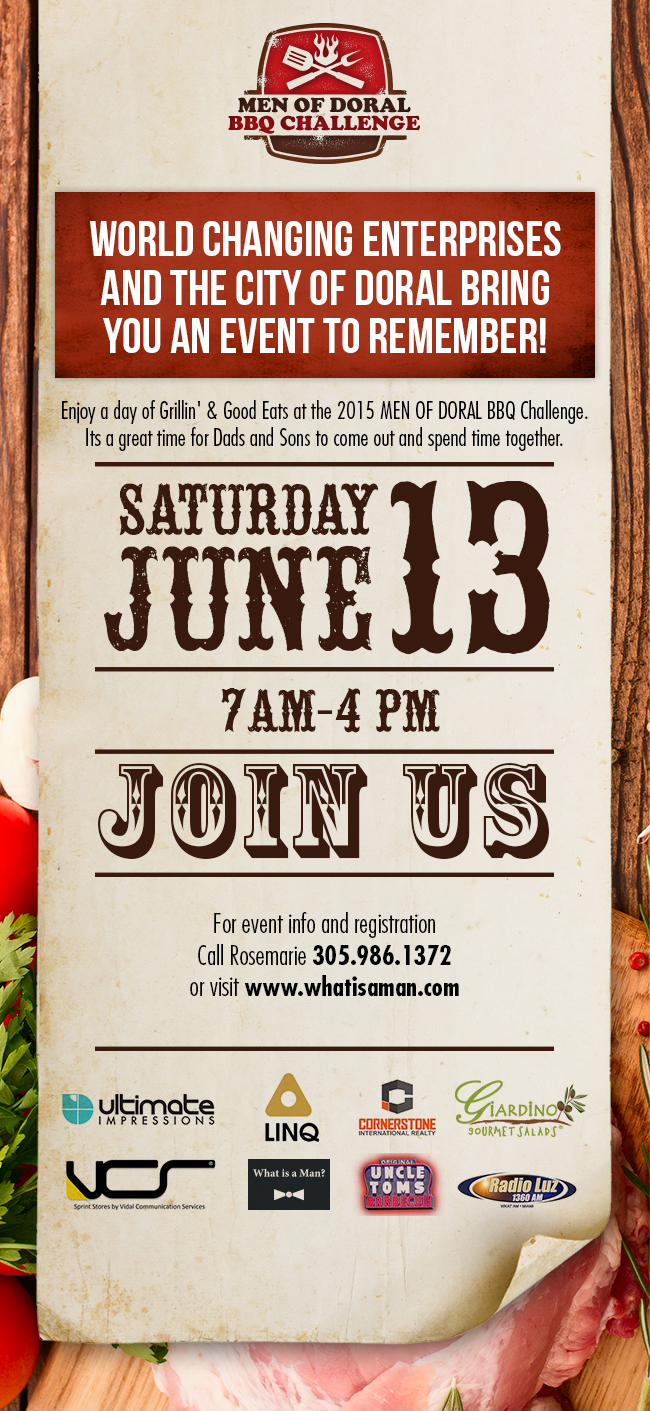 MEN OF DORAL
BBQ CHALLENGE
WORLD CHANGING ENTERPRISES
AND THE CITY OF DORAL BRING
YOU AN EVENT TO REMEMBER!
Enjoy a day of Grillin' & Good Eats at the 2015 MEN OF DORAL BBQ Challenge.
Its a great time for Dads and Sons to come out and spend time together.
SATURDAY
JUNE 13
7AM-4 PM
JOIN US
For event info and registration
Call Rosemarie 305.986.1372
or visit www.whatisaman.com
ultimate
IMPRESSIONS
LINQ
CORNERSTONE
INTERNATIONAL REALTY
GiARDINO
GOURMET SALADS
VCS
Sprint Stores by Vidal Communication Services
What is a Man?
ORIGINAL
UNCLE
TOM'S
BARBECUE
Radio Luz
1360 AM
WKAT AM • MIAMI